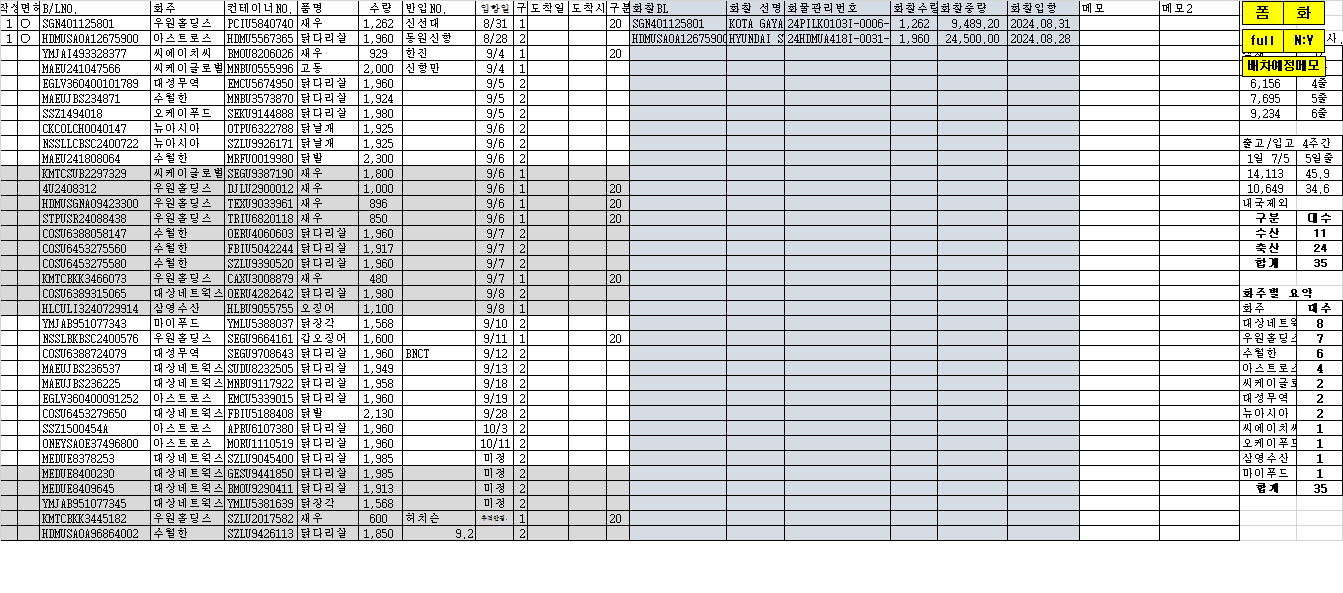 작성 면허 B/LNO. 화주 컨테이너NO. 품명 수량 반입NO. 입항일 구 도착일 도착시 구분 화찰BL 화찰 선명 화물관리번호 화찰수량 화찰중량 화찰입항 메모 메모2 폼 화
1 O SGN401125801 우원홀딩스 PCIU5840740 새우 1,262 신선대 8/31 1 20 SGN401125801 KOTA GAYA 24PILK0103I-0006- 1,262 9,489.20 2024.08.31
1 O HDMUSAOA12675900 아스트로스 HDMU5567365 닭다리살 1,960 동원신항 8/28 2 HDMUSAOA12675900 HYUNDAI S 24HDMUA418I-0031- 1,960 24,500.00 2024.08.28 full N:Y 사.
YMJAI493328377 씨에이치씨 BMOU8206026 새우 929 한진 9/4 1 20
MAEU241047566 씨케이글로벌 MNBU0555996 고등 2,000 신항만 9/4 1 배차예정메모
EGLV360400101789 대성무역 EMCU5674950 닭다리살 1,960 9/5 2 6,156 4줄
MAEUJBS234871 수월한 MNBU3573870 닭다리살 1,924 9/5 2 7,695 5줄
SSZ1494018 오케이푸드 SEKU9144888 닭다리살 1,980 9/5 2 9,234 6줄
CKCOLCH0040147 뉴아시아 OTPU6322788 닭날개 1,925 9/6 2
NSSLLCBSC2400722 뉴아시아 SZLU9926171 닭날개 1,925 9/6 2 출고/입고 4주간
MAEU241808064 수월한 MRFU0019980 닭발 2,300 9/6 2 1일 7/5 5일줄
KMTCSUB2297329 씨케이글로벌 SEGU9387190 새우 1,800 9/6 1 14,113 45.9
4U2408312 우원홀딩스 DJLU2900012 새우 1,000 9/6 1 20 10,649 34.6
HDMUSGNA09423300 우원홀딩스 TEXU9033961 새우 896 9/6 1 20 내국제외
STPUSR24088438 우원홀딩스 TRIU6820118 새우 850 9/6 1 20 구분 대수
COSU6388058147 수월한 OERU4060603 닭다리살 1,960 9/7 2 수산 11
COSU6453275560 수월한 FBIU5042244 닭다리살 1,917 9/7 2 축산 24
COSU6453275580 수월한 SZLU9390520 닭다리살 1,960 9/7 2 합계 35
KMTCBKK3466073 우원홀딩스 CAXU3008879 새우 480 9/7 1 20
COSU6389315065 대상네트웍스 OERU4282642 닭다리살 1,980 9/8 2 화주별 요약
HLCULI3240729914 삼영수산 HLBU9055755 오징어 1,100 9/8 1 화주 대수
YMJAB951077343 마이푸드 YMLU5388037 닭장각 1,568 9/10 2 대상네트웍 8
NSSLBKBSC2400576 우원홀딩스 SEGU9664161 갑오징어 1,600 9/11 1 20 우원홀딩스 7
COSU6388724079 대성무역 SEGU9708643 닭다리살 1,960 BNCT 9/12 2 수월한 6
MAEUJBS236537 대상네트웍스 SUDU8232505 닭다리살 1,949 9/13 2 아스트로스 4
MAEUJBS236225 대상네트웍스 MNBU9117922 닭다리살 1,958 9/18 2 씨케이글로 2
EGLV360400091252 아스트로스 EMCU5339015 닭다리살 1,960 9/19 2 대성무역 2
COSU6453279650 대상네트웍스 FBIU5188408 닭발 2,130 9/28 2 뉴아시아 2
SSZ1500454A 아스트로스 APRU6107380 닭다리살 1,960 10/3 2 씨에이치씨 1
ONEYSAOE37496800 아스트로스 MORU1110519 닭다리살 1,960 10/11 2 오케이푸드 1
MEDUE8378253 대상네트웍스 SZLU9045400 닭다리살 1,985 미정 2 삼영수산 1
MEDUE8400230 대상네트웍스 GESU9441850 닭다리살 1,985 미정 2 마이푸드 1
MEDUE8409645 대상네트웍스 BMOU9290411 닭다리살 1,913 미정 2 합계 35
YMJAB951077345 대상네트웍스 YMLU5381639 닭장각 1,568 미정 2
KMTCBKK3445182 우원홀딩스 SZLU2017582 새우 600 허치슨 1 20
HDMUSAOA96864002 수월한 SZLU9426113 닭다리살 1,850 9.2 2